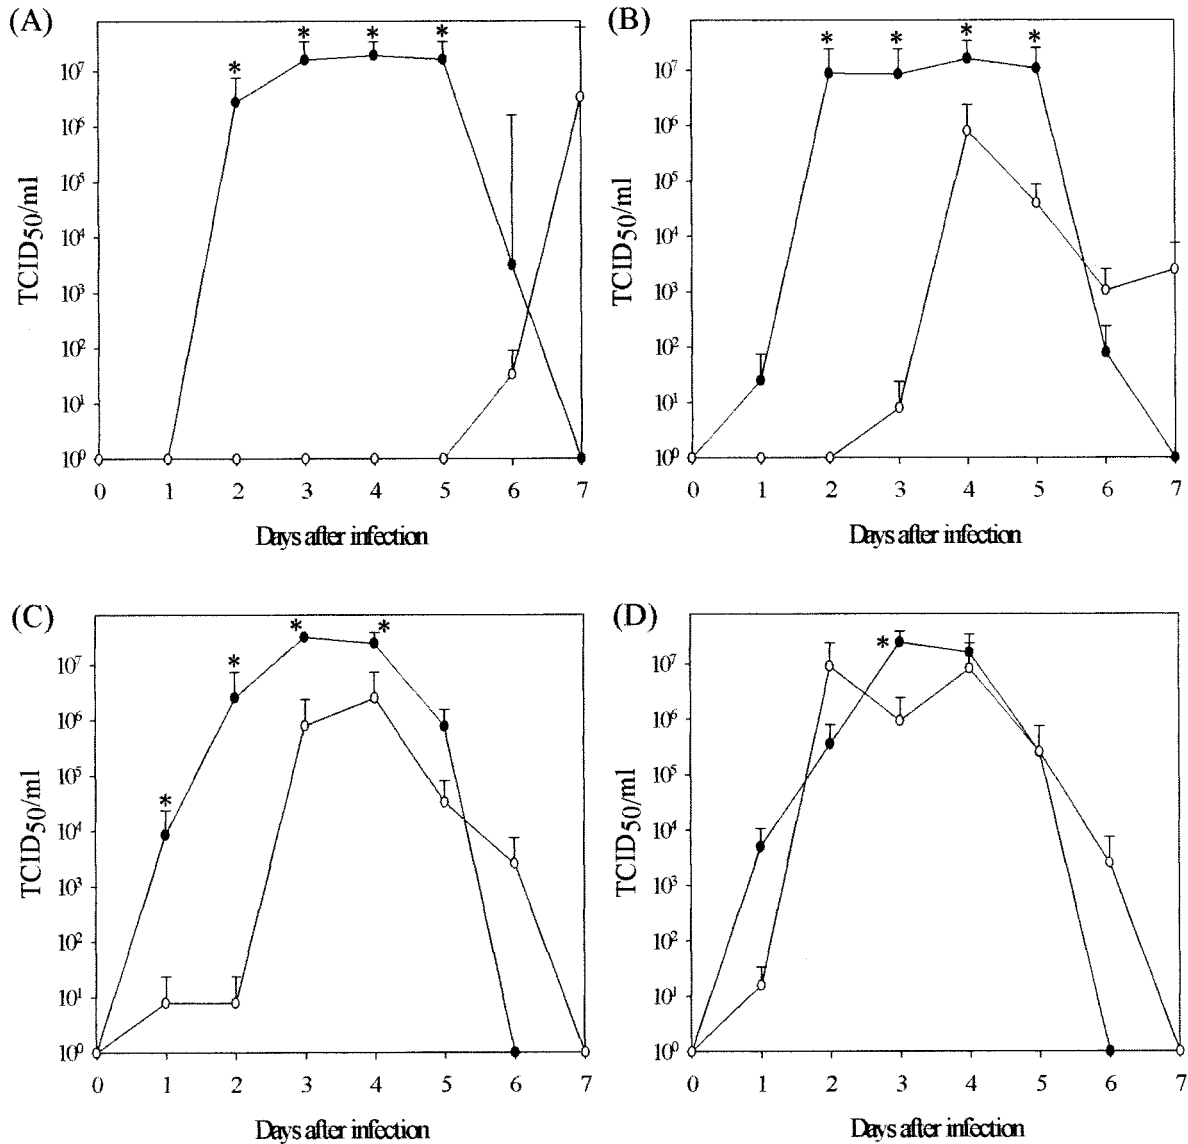 (A)
TCID50/ml
10⁷
10⁶
10⁵
10⁴
10³
10²
10¹
10⁰
* * * *
0 1 2 3 4 5 6 7
Days after infection
(B)
TCID50/ml
10⁷
10⁶
10⁵
10⁴
10³
10²
10¹
10⁰
* * * *
0 1 2 3 4 5 6 7
Days after infection
(C)
TCID50/ml
10⁷
10⁶
10⁵
10⁴
10³
10²
10¹
10⁰
* * * *
0 1 2 3 4 5 6 7
Days after infection
(D)
TCID50/ml
10⁷
10⁶
10⁵
10⁴
10³
10²
10¹
10⁰
*
0 1 2 3 4 5 6 7
Days after infection